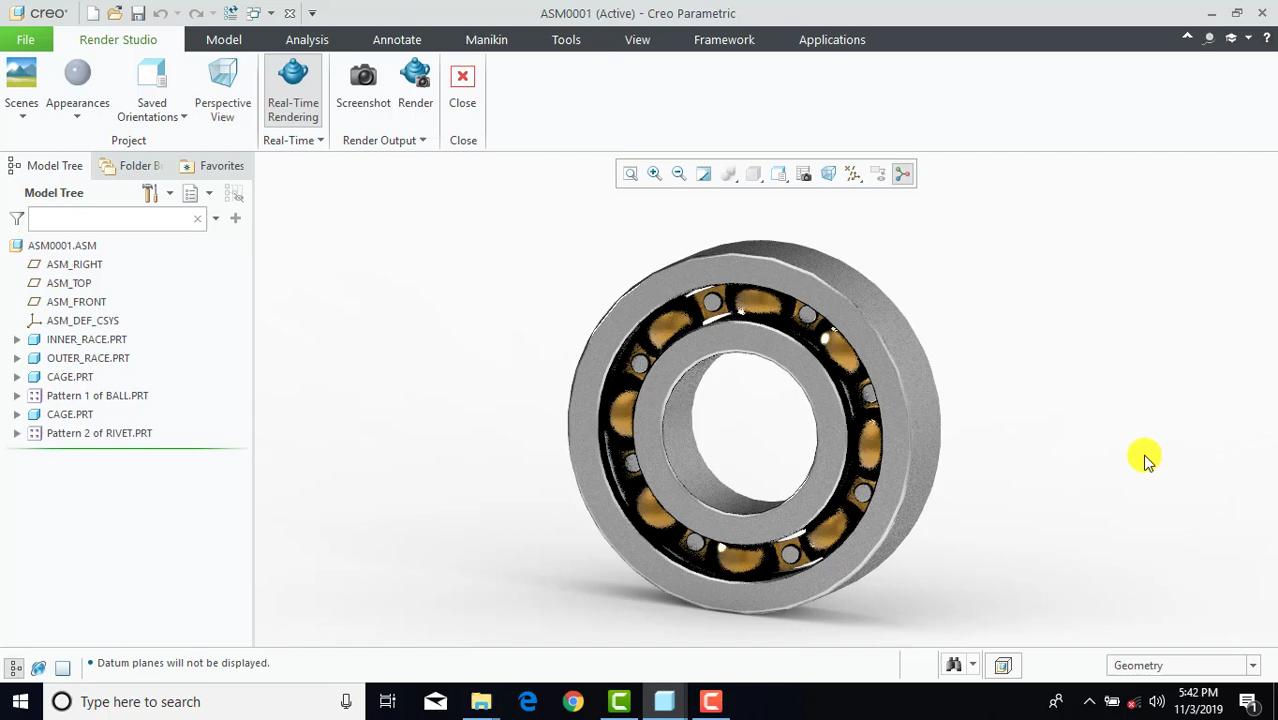 creo
ASM0001 (Active) - Creo Parametric
File Render Studio Model Analysis Annotate Manikin Tools View Framework Applications
Scenes Appearances Saved Orientations Perspective View Real-Time Rendering Screenshot Render Close
Project Real-Time Render Output Close
Model Tree Folder B Favorites
Model Tree
ASM0001.ASM
ASM_RIGHT
ASM_TOP
ASM_FRONT
ASM_DEF_CSYS
INNER_RACE.PRT
OUTER_RACE.PRT
CAGE.PRT
Pattern 1 of BALL.PRT
CAGE.PRT
Pattern 2 of RIVET.PRT
• Datum planes will not be displayed.
Geometry
Type here to search
5:42 PM
11/3/2019
1